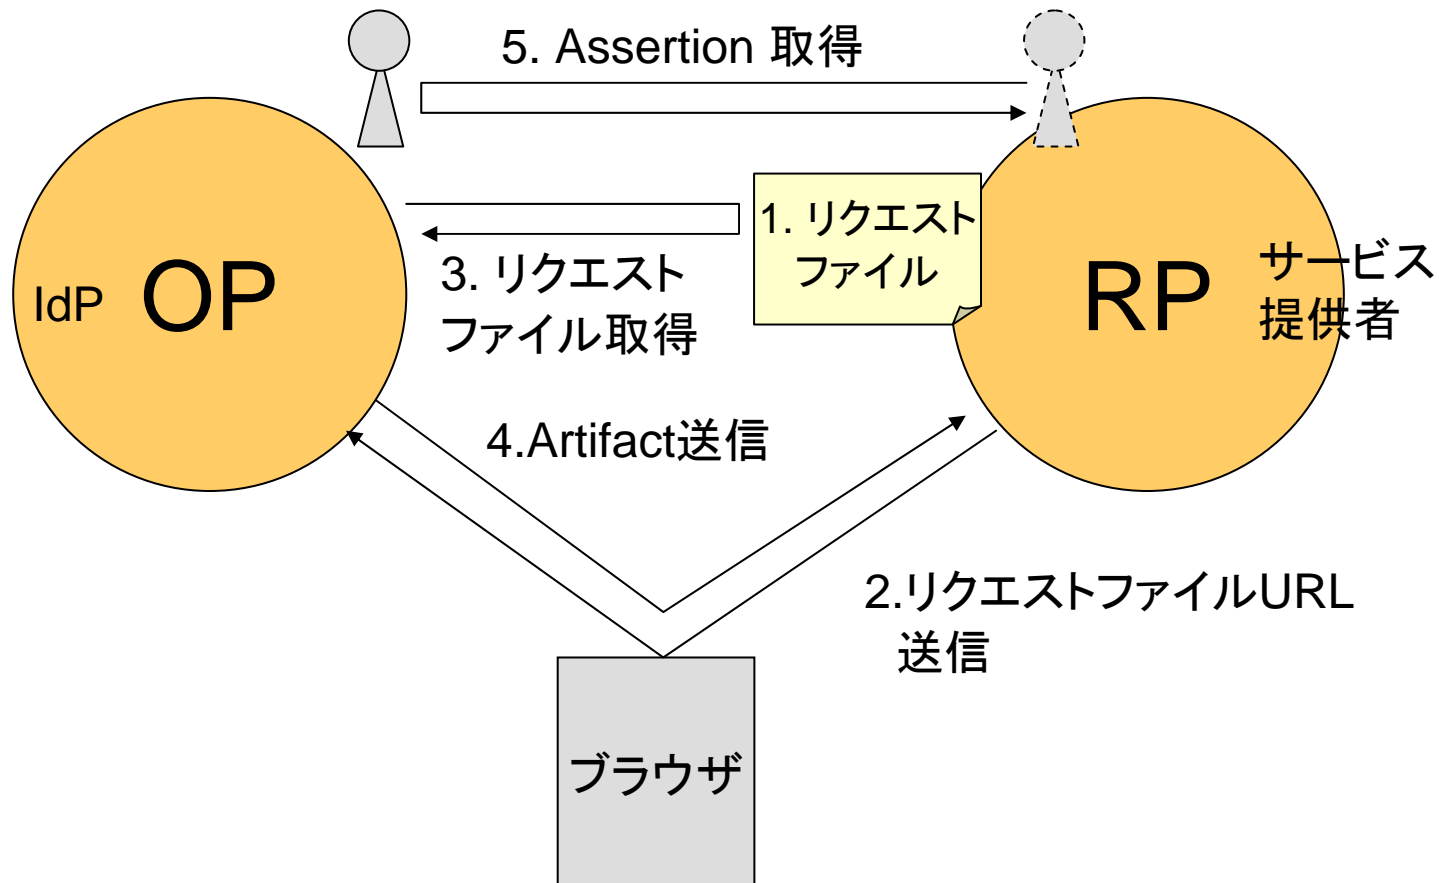 5. Assertion 取得
1. リクエスト
ファイル
3. リクエスト
ファイル取得
IdP OP
RP
サービス
提供者
4.Artifact送信
2.リクエストファイルURL
送信
ブラウザ